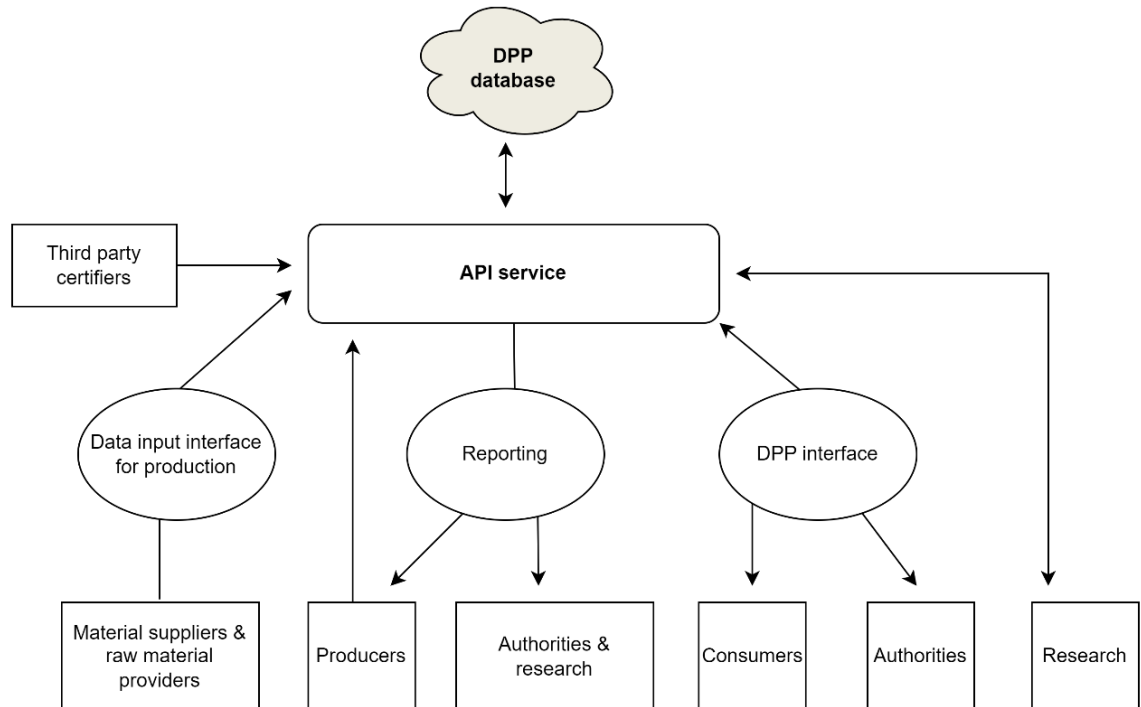 DPP
database
Third party
certifiers
API service
Data input interface
for production
Reporting
DPP interface
Material suppliers &
raw material
providers
Producers
Authorities &
research
Consumers
Authorities
Research